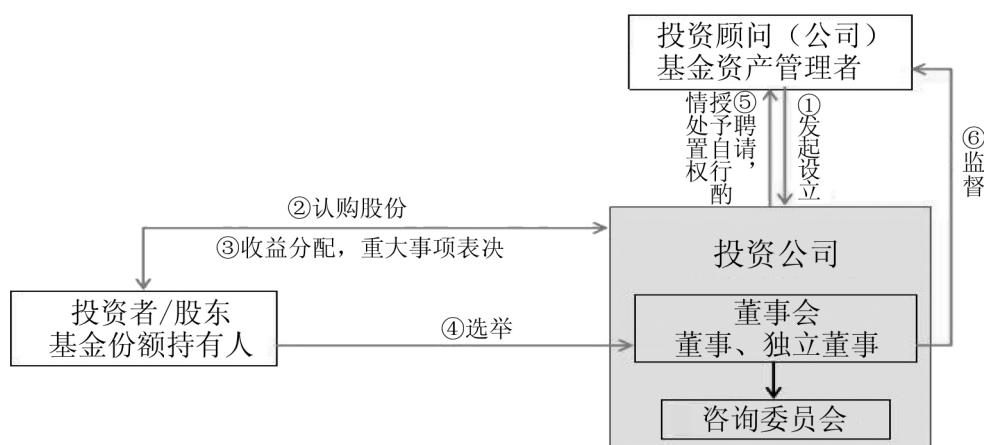 投资顾问（公司）
基金资产管理者
⑤聘请，
授予自行酌
情处置权
①发起设立
⑥监督
②认购股份
③收益分配，重大事项表决
投资公司
投资者/股东
基金份额持有人
④选举
董事会
董事、独立董事
咨询委员会